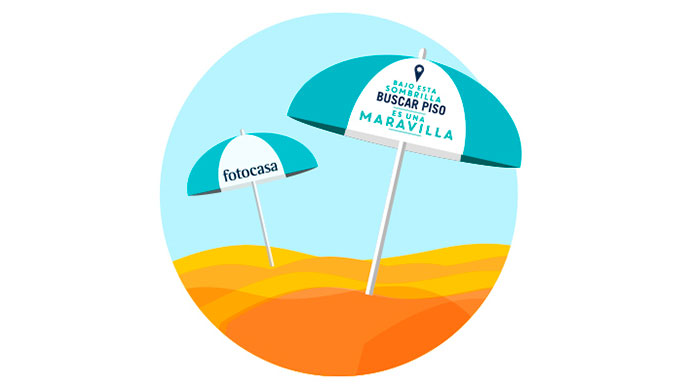 BAJO ESTA
SOMBRILLA
BUSCAR PISO
ES UNA
MARAVILLA
fotocasa